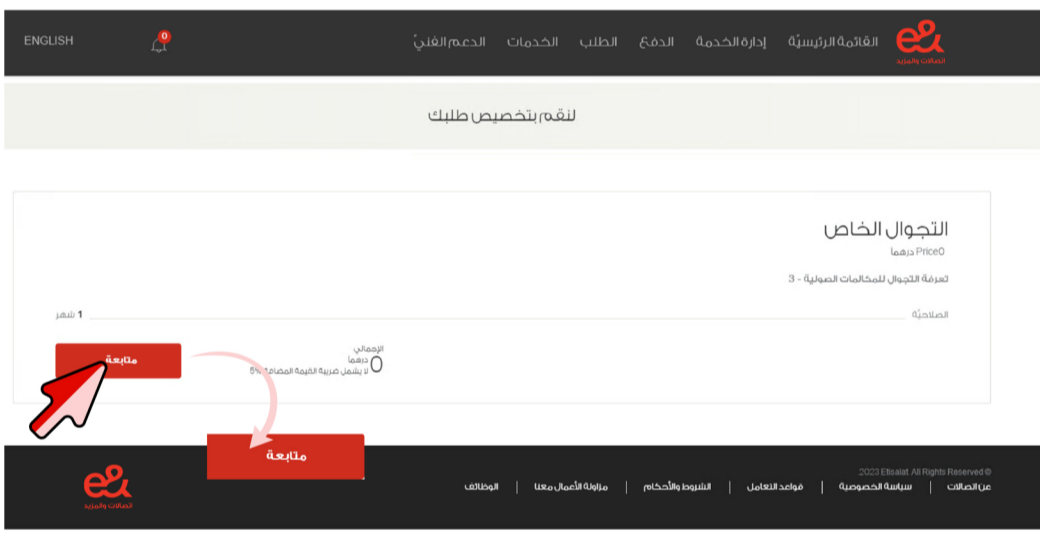 القائمة الرئيسيّة إدارة الخدمة الدفع الطلب الخدمات الدعم الفنيّ 0 ENGLISH
اتصالات والمزيد
لنقم بتخصيص طلبك
التجوال الخاص
Price0 درهماً
تعرفة التجوال للمكالمات الصوتية - 3
الصلاحيّة 1 شهر
الإجمالي
0 درهماً
لا يشمل ضريبة القيمة المضافة %5
متابعة
متابعة
2023 Etisalat. All Rights Reserved ©
عن اتصالات | سياسة الخصوصية | قواعد التعامل | الشروط والأحكام | مزاولة الأعمال معنا | الوظائف
اتصالات والمزيد